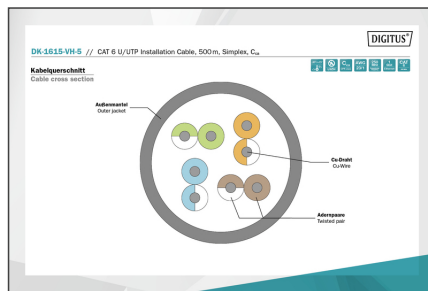 DIGITUS®
DK-1615-VH-5 // CAT 6 U/UTP Installation Cable, 500 m, Simplex, Cca
Kabelquerschnitt
Cable cross section
Außenmantel
Outer jacket
Cu-Draht
Cu-Wire
Adernpaare
Twisted pair